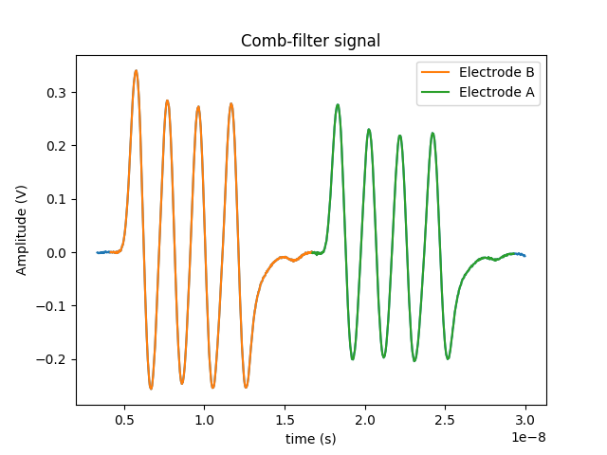 Comb-filter signal
Electrode B
Electrode A
Amplitude (V)
0.3
0.2
0.1
0.0
−0.1
−0.2
0.5
1.0
1.5
2.0
2.5
3.0
1e−8
time (s)